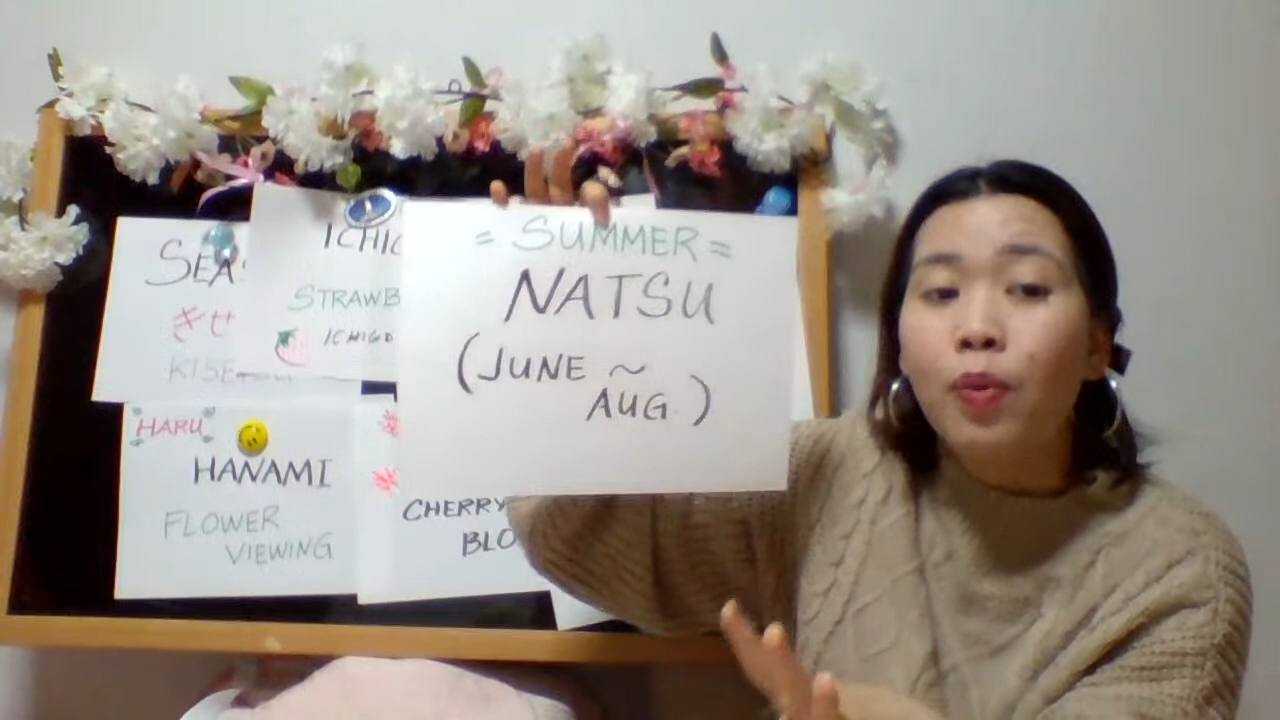 SEA
きせ
KISE
ICHIG
STRAWB
ICHIGO
= SUMMER =
NATSU
(JUNE ~
AUG.)
HARU
HANAMI
FLOWER
VIEWING
CHERRY
BLO